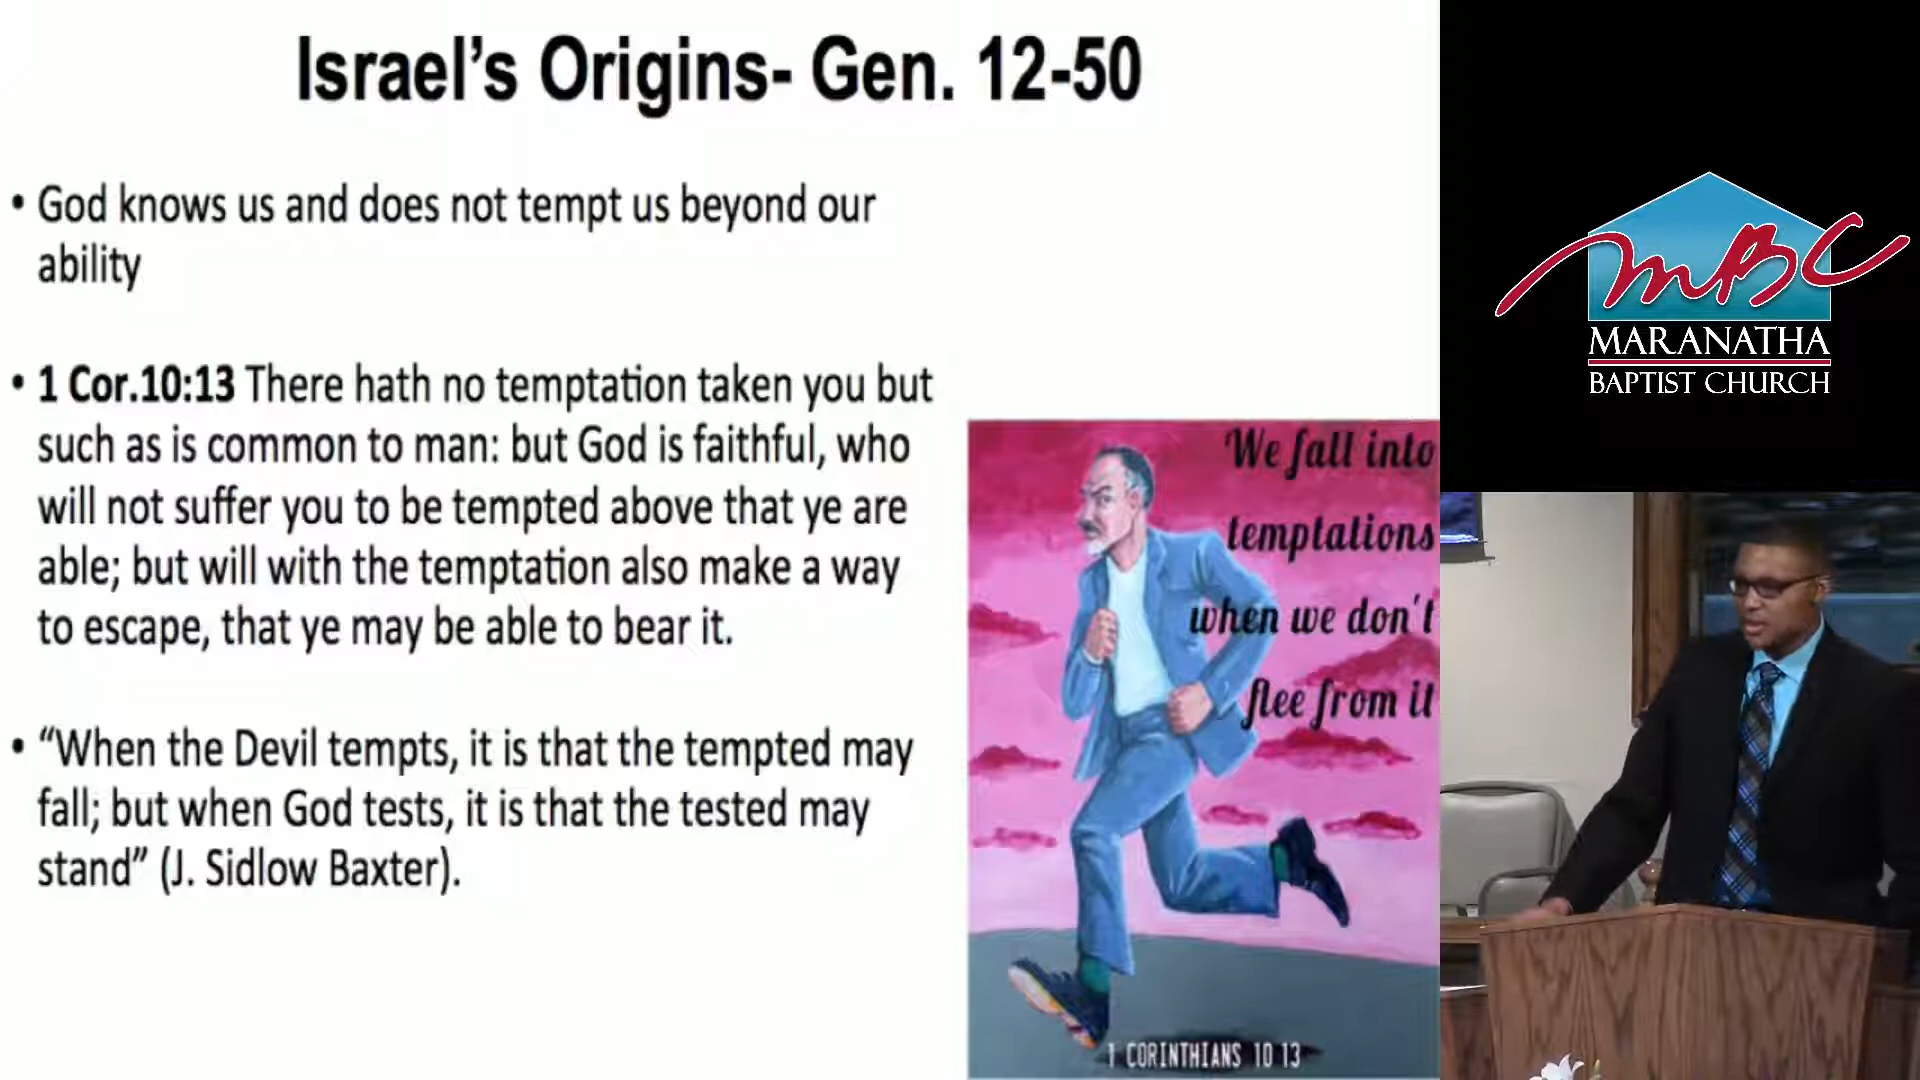 Israel's Origins- Gen. 12-50
• God knows us and does not tempt us beyond our
ability
• 1 Cor.10:13 There hath no temptation taken you but
such as is common to man: but God is faithful, who
will not suffer you to be tempted above that ye are
able; but will with the temptation also make a way
to escape, that ye may be able to bear it.
• “When the Devil tempts, it is that the tempted may
fall; but when God tests, it is that the tested may
stand” (J. Sidlow Baxter).
We fall into
temptations
when we don't
flee from it
1 CORINTHIANS 10 13
MBC
MARANATHA
BAPTIST CHURCH